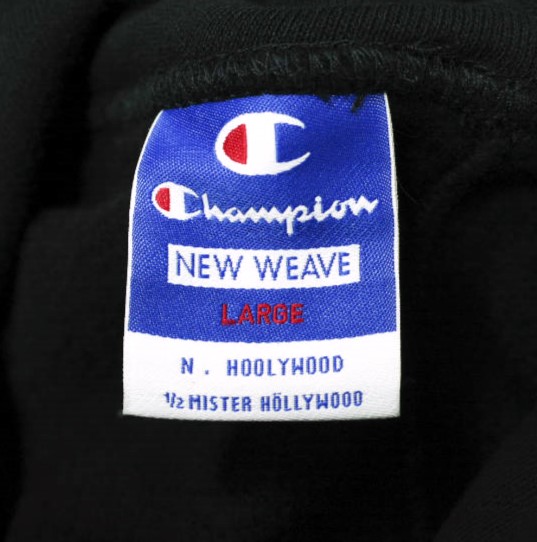 Champion
NEW WEAVE
LARGE
N. HOOLYWOOD
½ MISTER HÖLLYWOOD